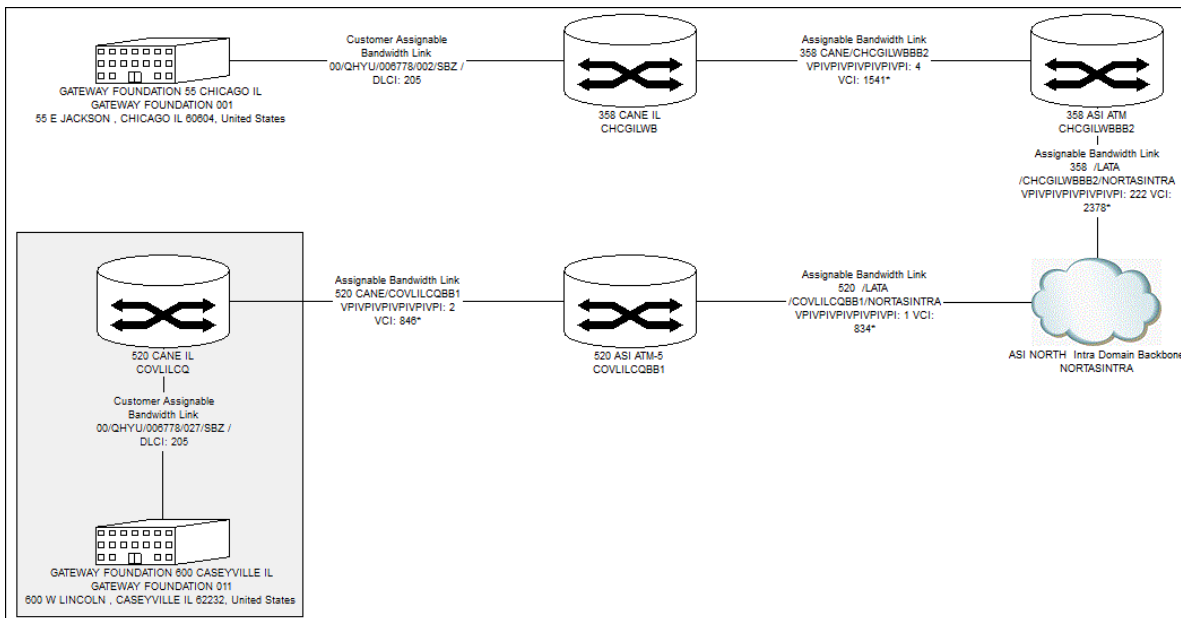 GATEWAY FOUNDATION 55 CHICAGO IL
GATEWAY FOUNDATION 001
55 E JACKSON , CHICAGO IL 60604, United States
Customer Assignable
Bandwidth Link
00/QHYU/006778/002/SBZ /
DLCI: 205
358 CANE IL
CHCGILWB
Assignable Bandwidth Link
358 CANE/CHCGILWBBB2
VPIVPIVPIVPIVPIVPI: 4
VCI: 1541*
358 ASI ATM
CHCGILWBBB2
Assignable Bandwidth Link
358 /LATA
/CHCGILWBBB2/NORTASINTRA
VPIVPIVPIVPIVPIVPI: 222 VCI:
2378*
ASI NORTH Intra Domain Backbone
NORTASINTRA
Assignable Bandwidth Link
520 /LATA
/COVLILCQBB1/NORTASINTRA
VPIVPIVPIVPIVPIVPI: 1 VCI:
834*
520 ASI ATM-5
COVLILCQBB1
Assignable Bandwidth Link
520 CANE/COVLILCQBB1
VPIVPIVPIVPIVPIVPI: 2
VCI: 846*
520 CANE IL
COVLILCQ
Customer Assignable
Bandwidth Link
00/QHYU/006778/027/SBZ /
DLCI: 205
GATEWAY FOUNDATION 600 CASEYVILLE IL
GATEWAY FOUNDATION 011
600 W LINCOLN , CASEYVILLE IL 62232, United States